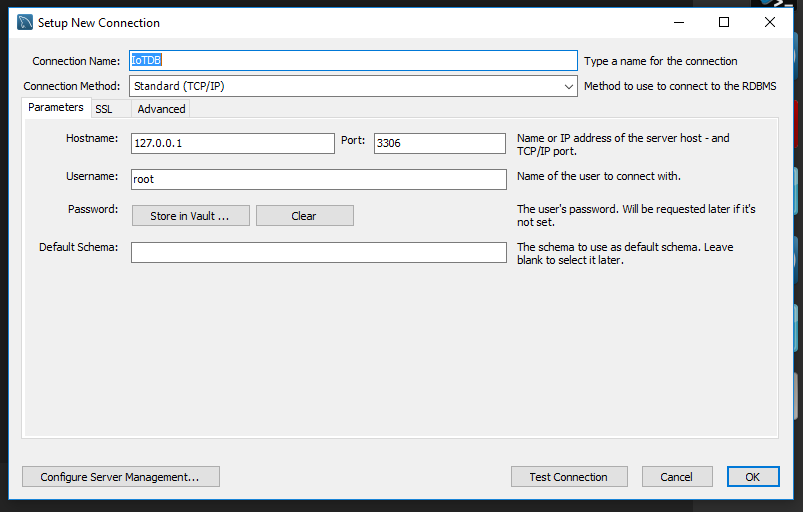 Setup New Connection
Connection Name: IoTDB Type a name for the connection
Connection Method: Standard (TCP/IP) Method to use to connect to the RDBMS
Parameters SSL Advanced
Hostname: 127.0.0.1 Port: 3306 Name or IP address of the server host - and
TCP/IP port.
Username: root Name of the user to connect with.
Password: Store in Vault ... Clear The user's password. Will be requested later if it's
not set.
Default Schema: The schema to use as default schema. Leave
blank to select it later.
Configure Server Management... Test Connection Cancel OK